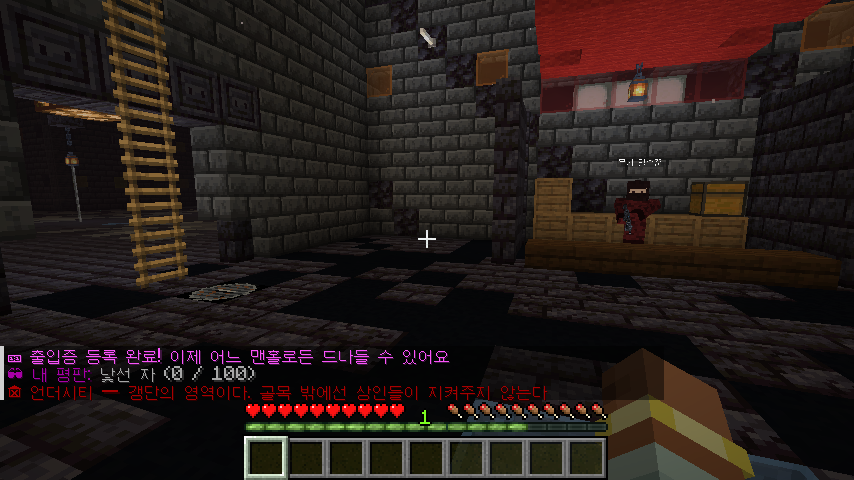 출입증 등록 완료! 이제 어느 맨홀로든 드나들 수 있어요
내 평판: 낯선 자 (0 / 100)
언더시티 — 갱단의 영역이다. 골목 밖에선 상인들이 지켜주지 않는다
1